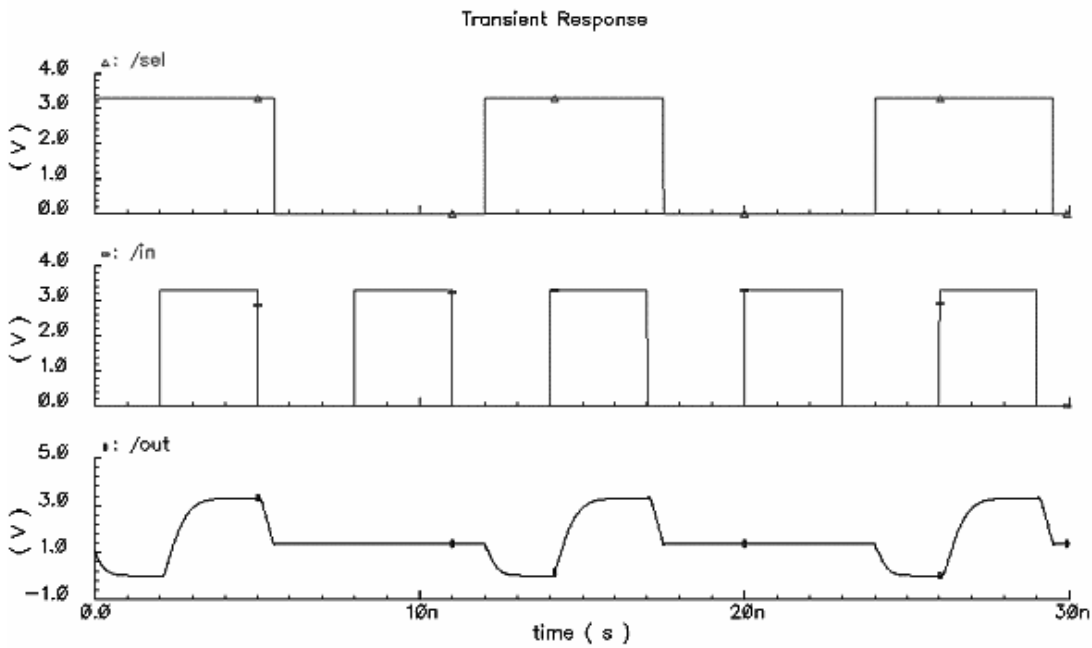 Transient Response
▵: /sel
4.0
3.0
2.0
1.0
0.0
(V)
=: /in
4.0
3.0
2.0
1.0
0.0
(V)
: /out
5.0
3.0
1.0
-1.0
(V)
0.0 10n 20n 30n
time ( s )